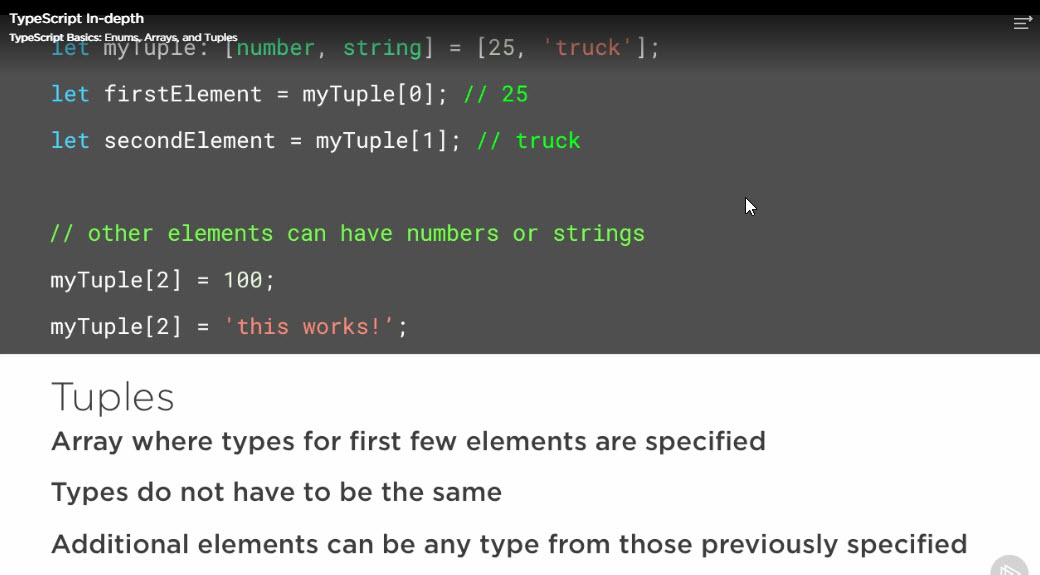 TypeScript In-depth
TypeScript Basics: Enums, Arrays, and Tuples
let myTuple: [number, string] = [25, 'truck'];
let firstElement = myTuple[0]; // 25
let secondElement = myTuple[1]; // truck
// other elements can have numbers or strings
myTuple[2] = 100;
myTuple[2] = 'this works!’;
Tuples
Array where types for first few elements are specified
Types do not have to be the same
Additional elements can be any type from those previously specified